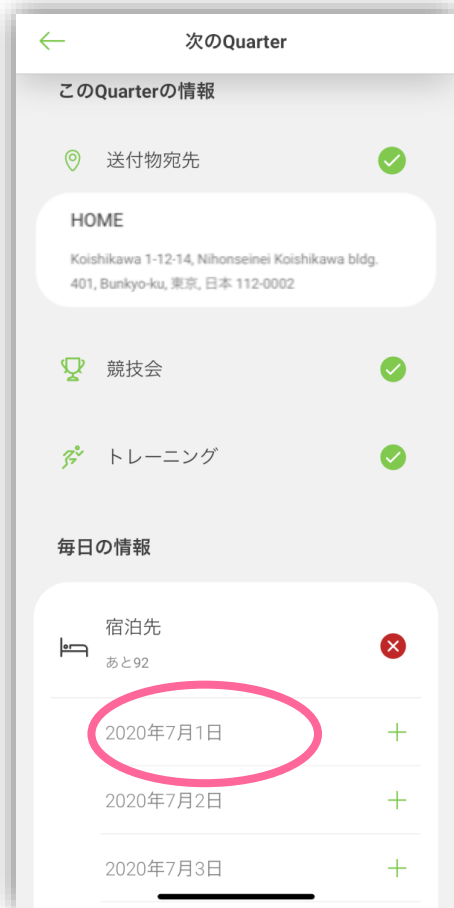 次のQuarter
このQuarterの情報
送付物宛先
HOME
Koishikawa 1-12-14, Nihonseinei Koishikawa bldg.
401, Bunkyo-ku, 東京, 日本 112-0002
競技会
トレーニング
毎日の情報
宿泊先
あと92
2020年7月1日
2020年7月2日
2020年7月3日